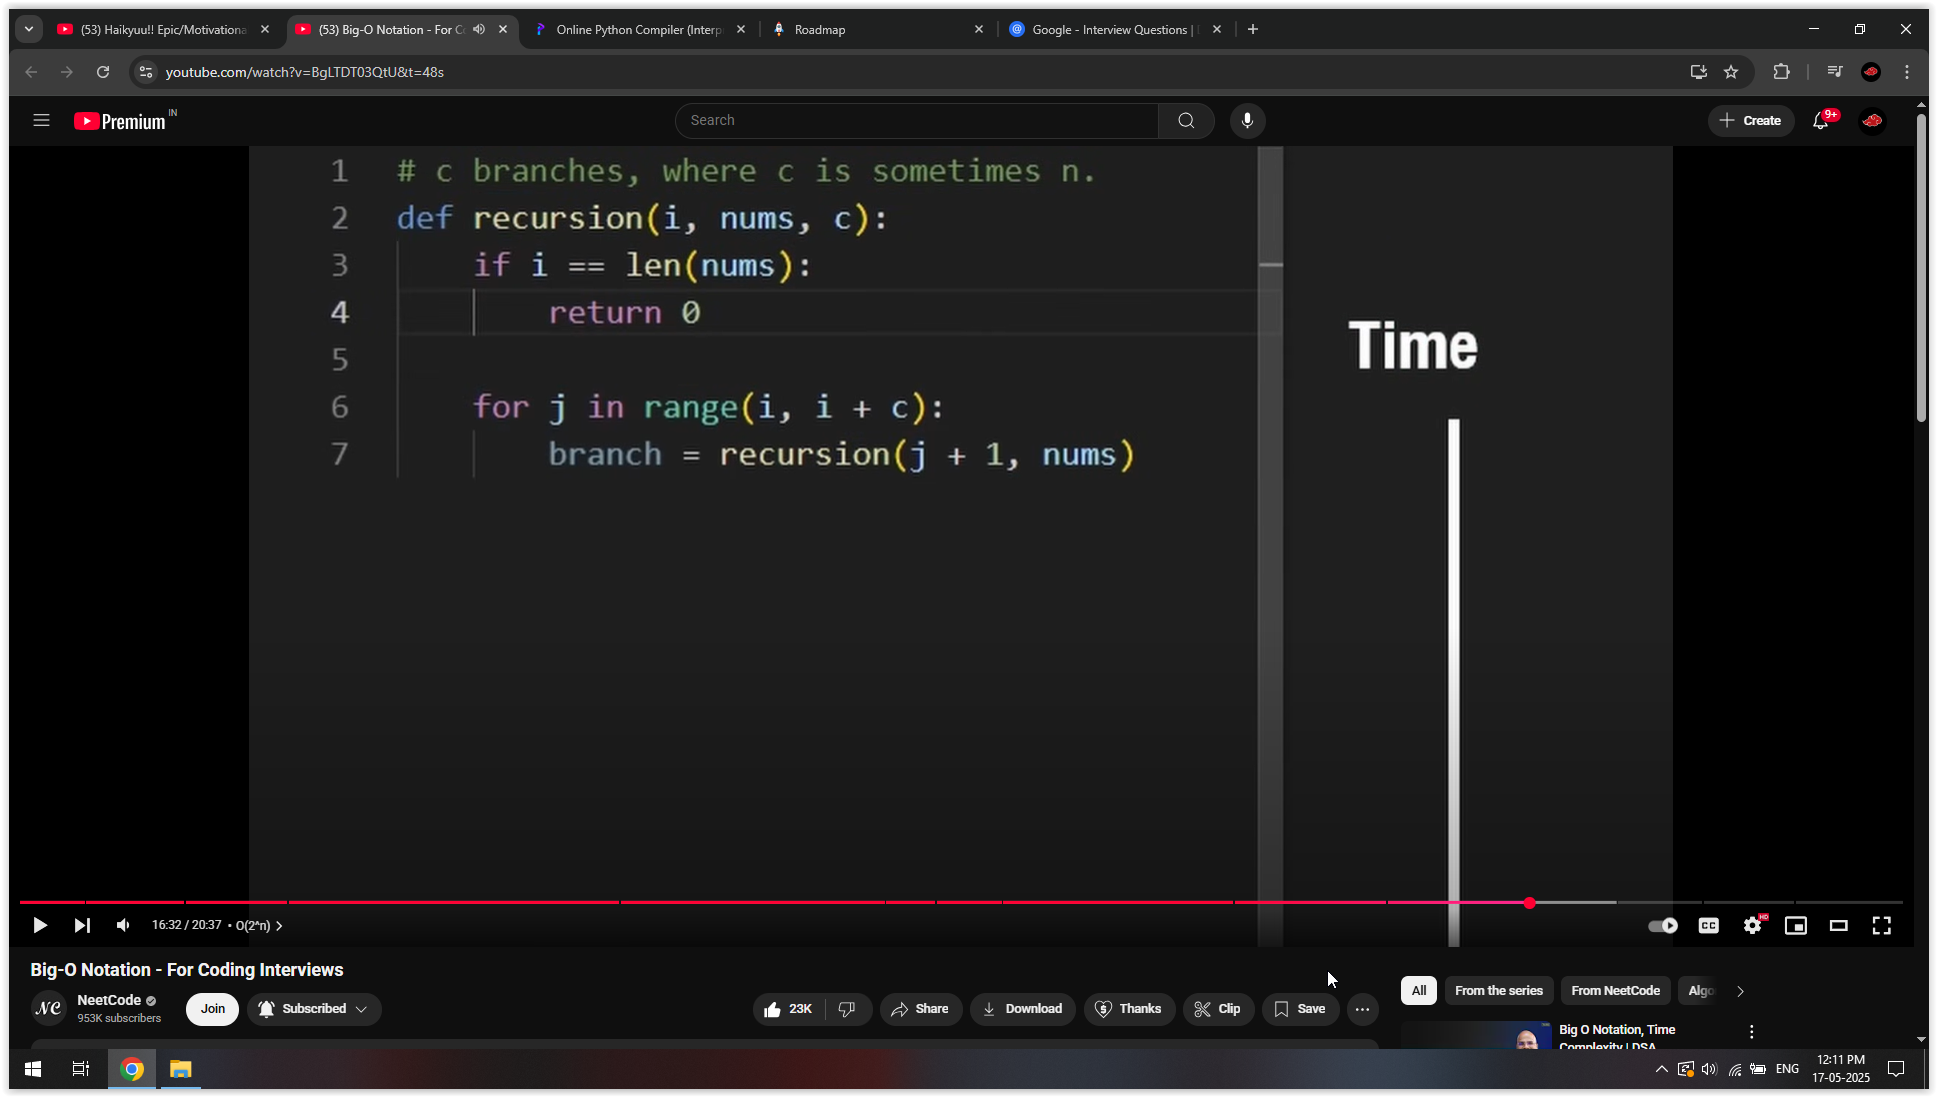 (53) Haikyuu!! Epic/Motivationa
(53) Big-O Notation - For Co
Online Python Compiler (Interp
Roadmap
Google - Interview Questions |
youtube.com/watch?v=BgLTDT03QtU&t=48s
Premium IN
Search
Create
9+
1 # c branches, where c is sometimes n.
2 def recursion(i, nums, c):
3 if i == len(nums):
4 return 0
5
6 for j in range(i, i + c):
7 branch = recursion(j + 1, nums)
Time
16:32 / 20:37 • O(2^n)
CC
HD
Big-O Notation - For Coding Interviews
NC
NeetCode
953K subscribers
Join
Subscribed
23K
Share
Download
Thanks
Clip
Save
All
From the series
From NeetCode
Algo
Big O Notation, Time
Complexity | DSA
ENG
12:11 PM
17-05-2025